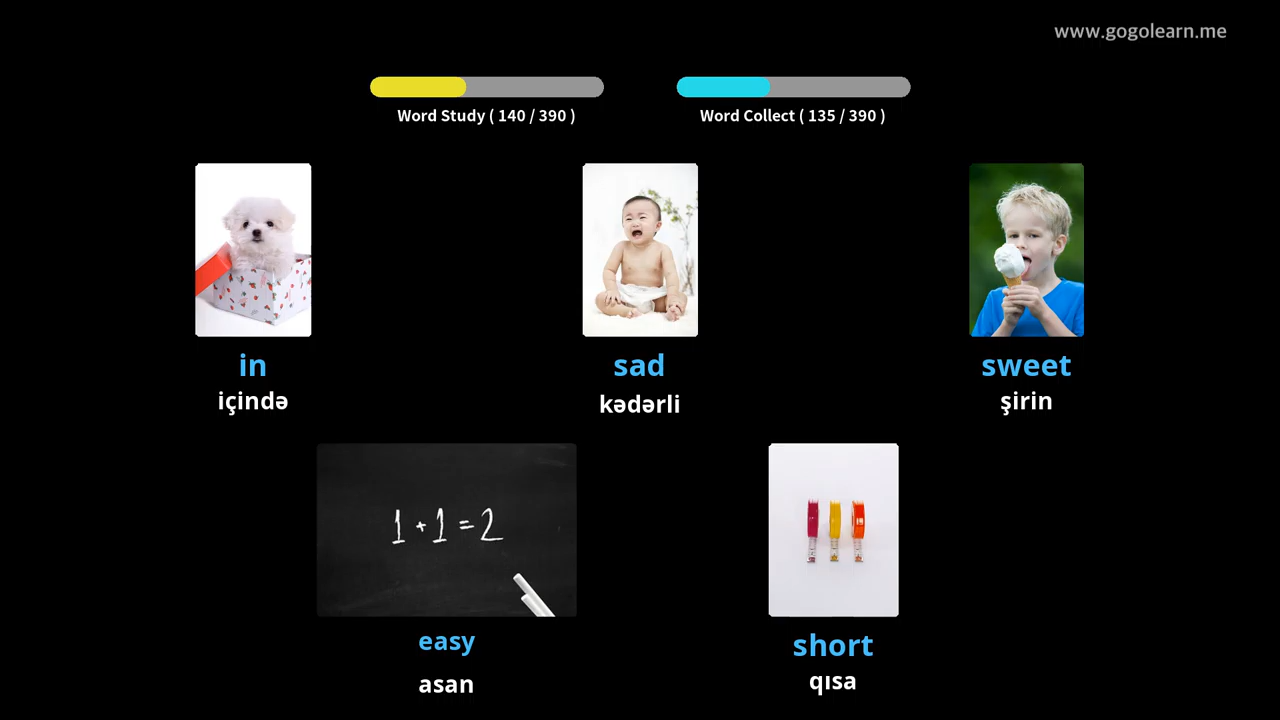 www.gogolearn.me
Word Study ( 140 / 390 )
Word Collect ( 135 / 390 )
in
içində
sad
kədərli
sweet
şirin
1 + 1 = 2
easy
asan
short
qısa